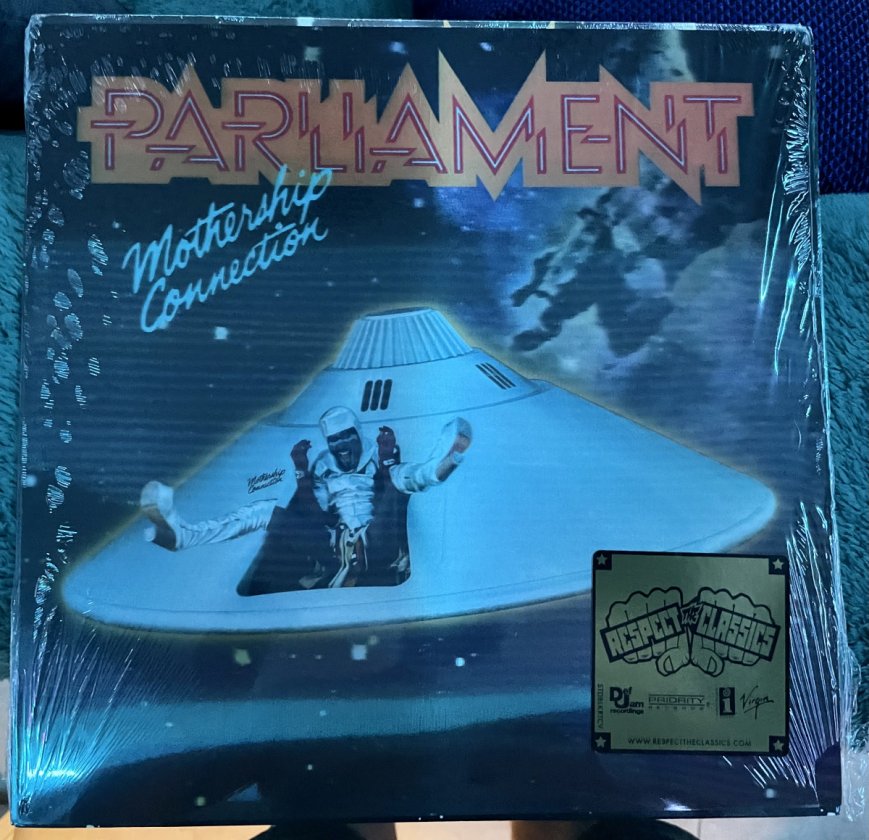 PARLIAMENT
Mothership
Connection
Mothership
Connection
RESPECT THE CLASSICS
Def
Jam
recordings
PRIORITY
RECORDS
i
Virgin
WWW.RESPECTTHECLASSICS.COM